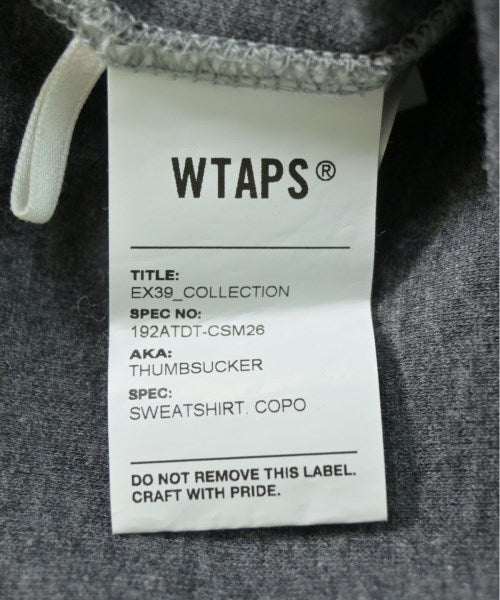 WTAPS®
TITLE:
EX39_COLLECTION
SPEC NO:
192ATDT-CSM26
AKA:
THUMBSUCKER
SPEC:
SWEATSHIRT. COPO
DO NOT REMOVE THIS LABEL.
CRAFT WITH PRIDE.